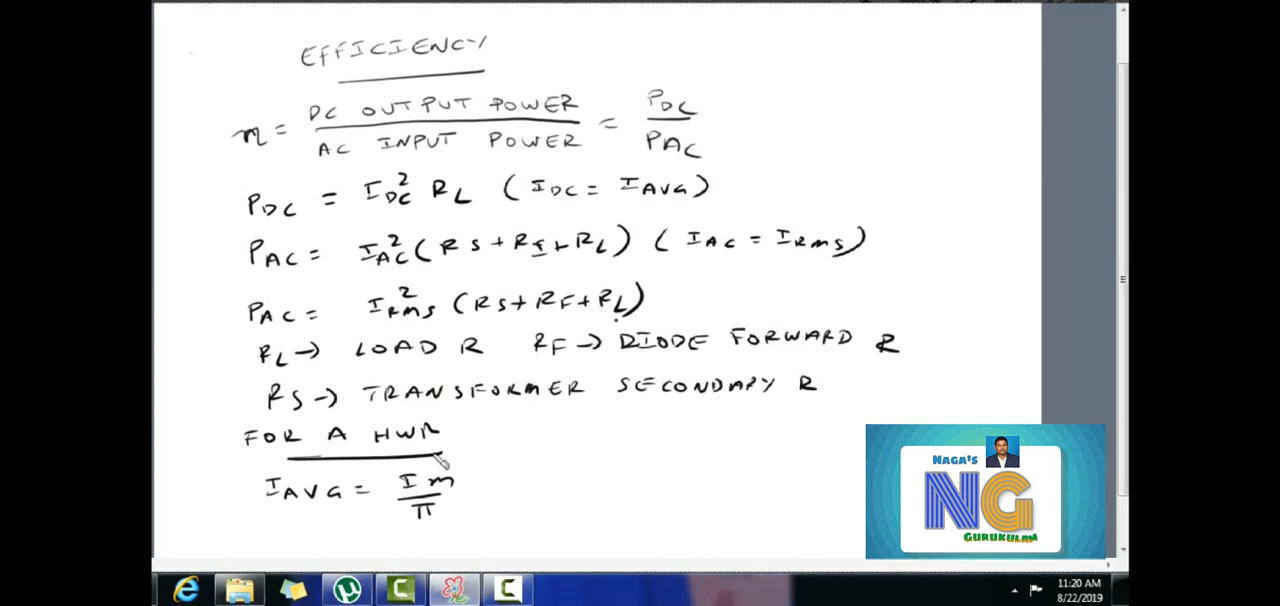 EFFICIENCY
η = DC OUTPUT POWER / AC INPUT POWER = PDC / PAC
PDC = IDC² RL (IDC = IAVG)
PAC = IAC² (RS + RF + RL) (IAC = IRMS)
PAC = IRMS² (RS + RF + RL)
RL → LOAD R RF → DIODE FORWARD R
RS → TRANSFORMER SECONDARY R
FOR A HWR
IAVG = Im / π
NAGA'S
NG
GURUKULAM
11:20 AM
8/22/2019